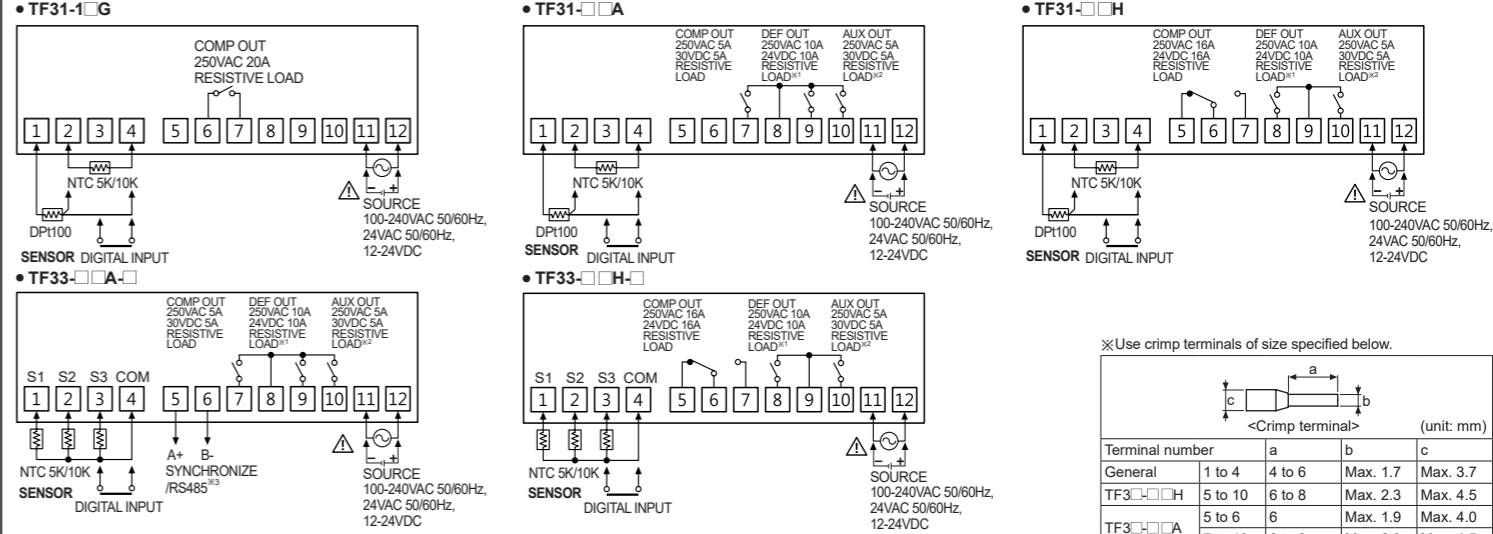 ● TF31-1□G
COMP OUT
250VAC 20A
RESISTIVE LOAD
1 2 3 4 5 6 7 8 9 10 11 12
NTC 5K/10K
DPt100
SENSOR DIGITAL INPUT
- +
SOURCE
100-240VAC 50/60Hz,
24VAC 50/60Hz,
12-24VDC
● TF31-□□A
COMP OUT
250VAC 5A
30VDC 5A
RESISTIVE
LOAD
DEF OUT
250VAC 10A
24VDC 10A
RESISTIVE
LOAD※1
AUX OUT
250VAC 5A
30VDC 5A
RESISTIVE
LOAD※2
1 2 3 4 5 6 7 8 9 10 11 12
NTC 5K/10K
DPt100
SENSOR DIGITAL INPUT
- +
SOURCE
100-240VAC 50/60Hz,
24VAC 50/60Hz,
12-24VDC
● TF31-□□H
COMP OUT
250VAC 16A
24VDC 16A
RESISTIVE
LOAD
DEF OUT
250VAC 10A
24VDC 10A
RESISTIVE
LOAD※1
AUX OUT
250VAC 5A
30VDC 5A
RESISTIVE
LOAD※2
1 2 3 4 5 6 7 8 9 10 11 12
NTC 5K/10K
DPt100
SENSOR DIGITAL INPUT
- +
SOURCE
100-240VAC 50/60Hz,
24VAC 50/60Hz,
12-24VDC
● TF33-□□A-□
COMP OUT
250VAC 5A
30VDC 5A
RESISTIVE
LOAD
DEF OUT
250VAC 10A
24VDC 10A
RESISTIVE
LOAD※1
AUX OUT
250VAC 5A
30VDC 5A
RESISTIVE
LOAD※2
S1 S2 S3 COM
1 2 3 4 5 6 7 8 9 10 11 12
NTC 5K/10K
SENSOR
DIGITAL INPUT
A+ B-
SYNCHRONIZE
/RS485※3
- +
SOURCE
100-240VAC 50/60Hz,
24VAC 50/60Hz,
12-24VDC
● TF33-□□H-□
COMP OUT
250VAC 16A
24VDC 16A
RESISTIVE
LOAD
DEF OUT
250VAC 10A
24VDC 10A
RESISTIVE
LOAD※1
AUX OUT
250VAC 5A
30VDC 5A
RESISTIVE
LOAD※2
S1 S2 S3 COM
1 2 3 4 5 6 7 8 9 10 11 12
NTC 5K/10K
SENSOR
DIGITAL INPUT
- +
SOURCE
100-240VAC 50/60Hz,
24VAC 50/60Hz,
12-24VDC
※Use crimp terminals of size specified below.
a
c b
<Crimp terminal> (unit: mm)
Terminal number a b c
General 1 to 4 4 to 6 Max. 1.7 Max. 3.7
TF3□-□□H 5 to 10 6 to 8 Max. 2.3 Max. 4.5
TF3□-□□A 5 to 6 6 Max. 1.9 Max. 4.0